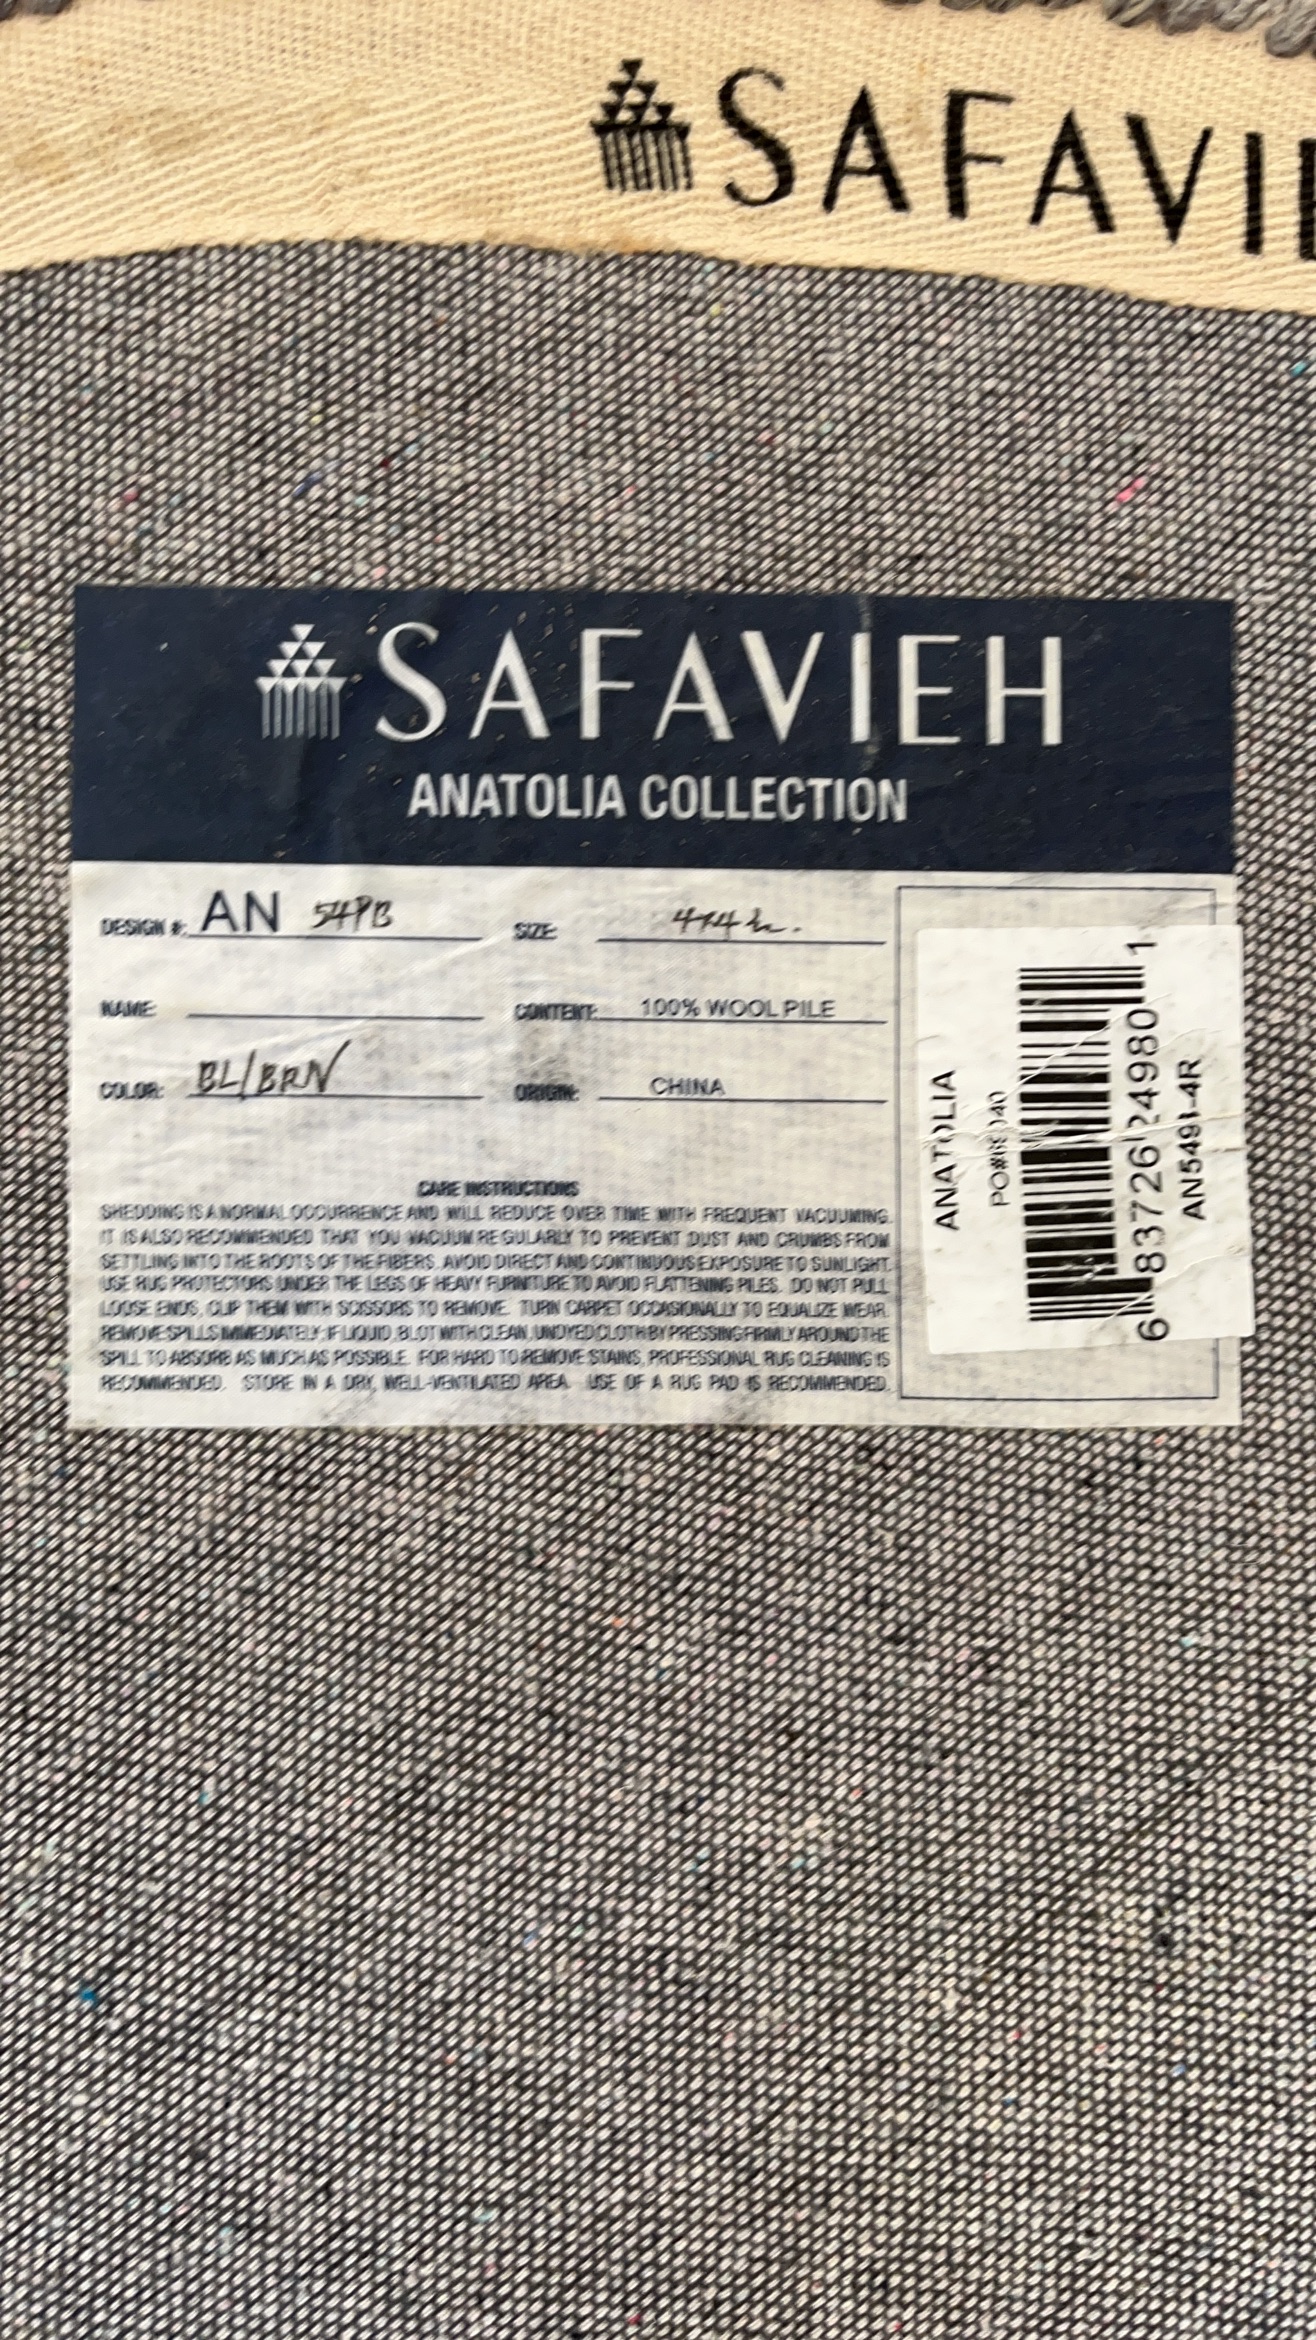 SAFAVIE
SAFAVIEH
ANATOLIA COLLECTION
DESIGN #: AN 549B
SIZE: 4x4
NAME:
CONTENT: 100% WOOL PILE
COLOR: BL/BRN
ORIGIN: CHINA
CARE INSTRUCTIONS
SHEDDING IS A NORMAL OCCURRENCE AND WILL REDUCE OVER TIME WITH FREQUENT VACUUMING.
IT IS ALSO RECOMMENDED THAT YOU VACUUM REGULARLY TO PREVENT DUST AND CRUMBS FROM
SETTLING INTO THE ROOTS OF THE FIBERS. AVOID DIRECT AND CONTINUOUS EXPOSURE TO SUNLIGHT.
USE RUG PROTECTORS UNDER THE LEGS OF HEAVY FURNITURE TO AVOID FLATTENING PILES. DO NOT PULL
LOOSE ENDS, CLIP THEM WITH SCISSORS TO REMOVE. TURN CARPET OCCASIONALLY TO EQUALIZE WEAR.
REMOVE SPILLS IMMEDIATELY; IF LIQUID, BLOT WITH CLEAN, UNDYED CLOTH BY PRESSING FIRMLY AROUND THE
SPILL TO ABSORB AS MUCH AS POSSIBLE. FOR HARD TO REMOVE STAINS, PROFESSIONAL RUG CLEANING IS
RECOMMENDED. STORE IN A DRY, WELL-VENTILATED AREA. USE OF A RUG PAD IS RECOMMENDED.
ANATOLIA
6 83726 24980 1
AN549B-4R